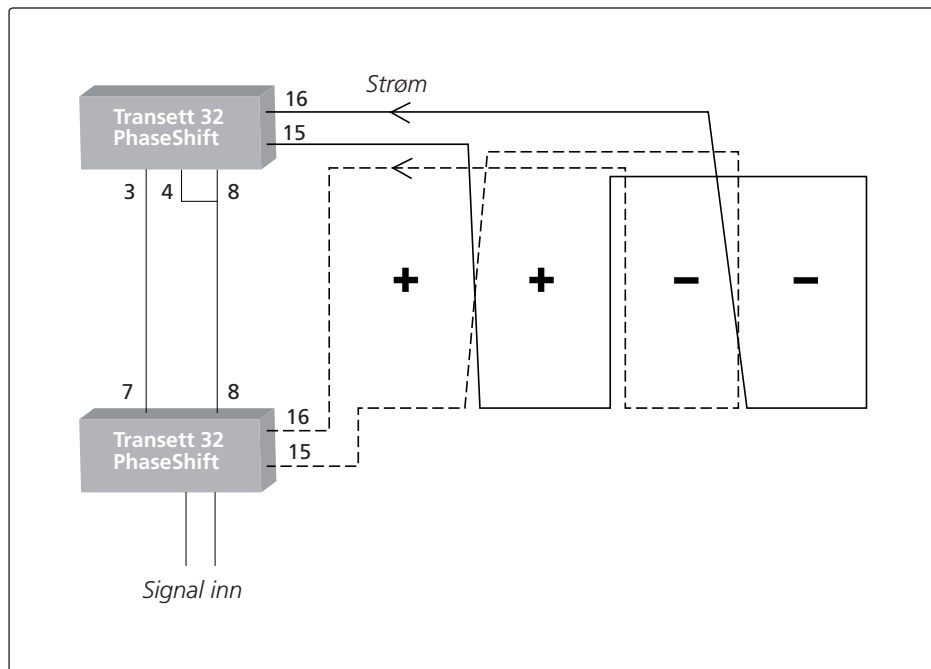 Strøm
16
Transett 32
PhaseShift
15
3 4 8
+ + – –
7 8
16
Transett 32
PhaseShift
15
Signal inn